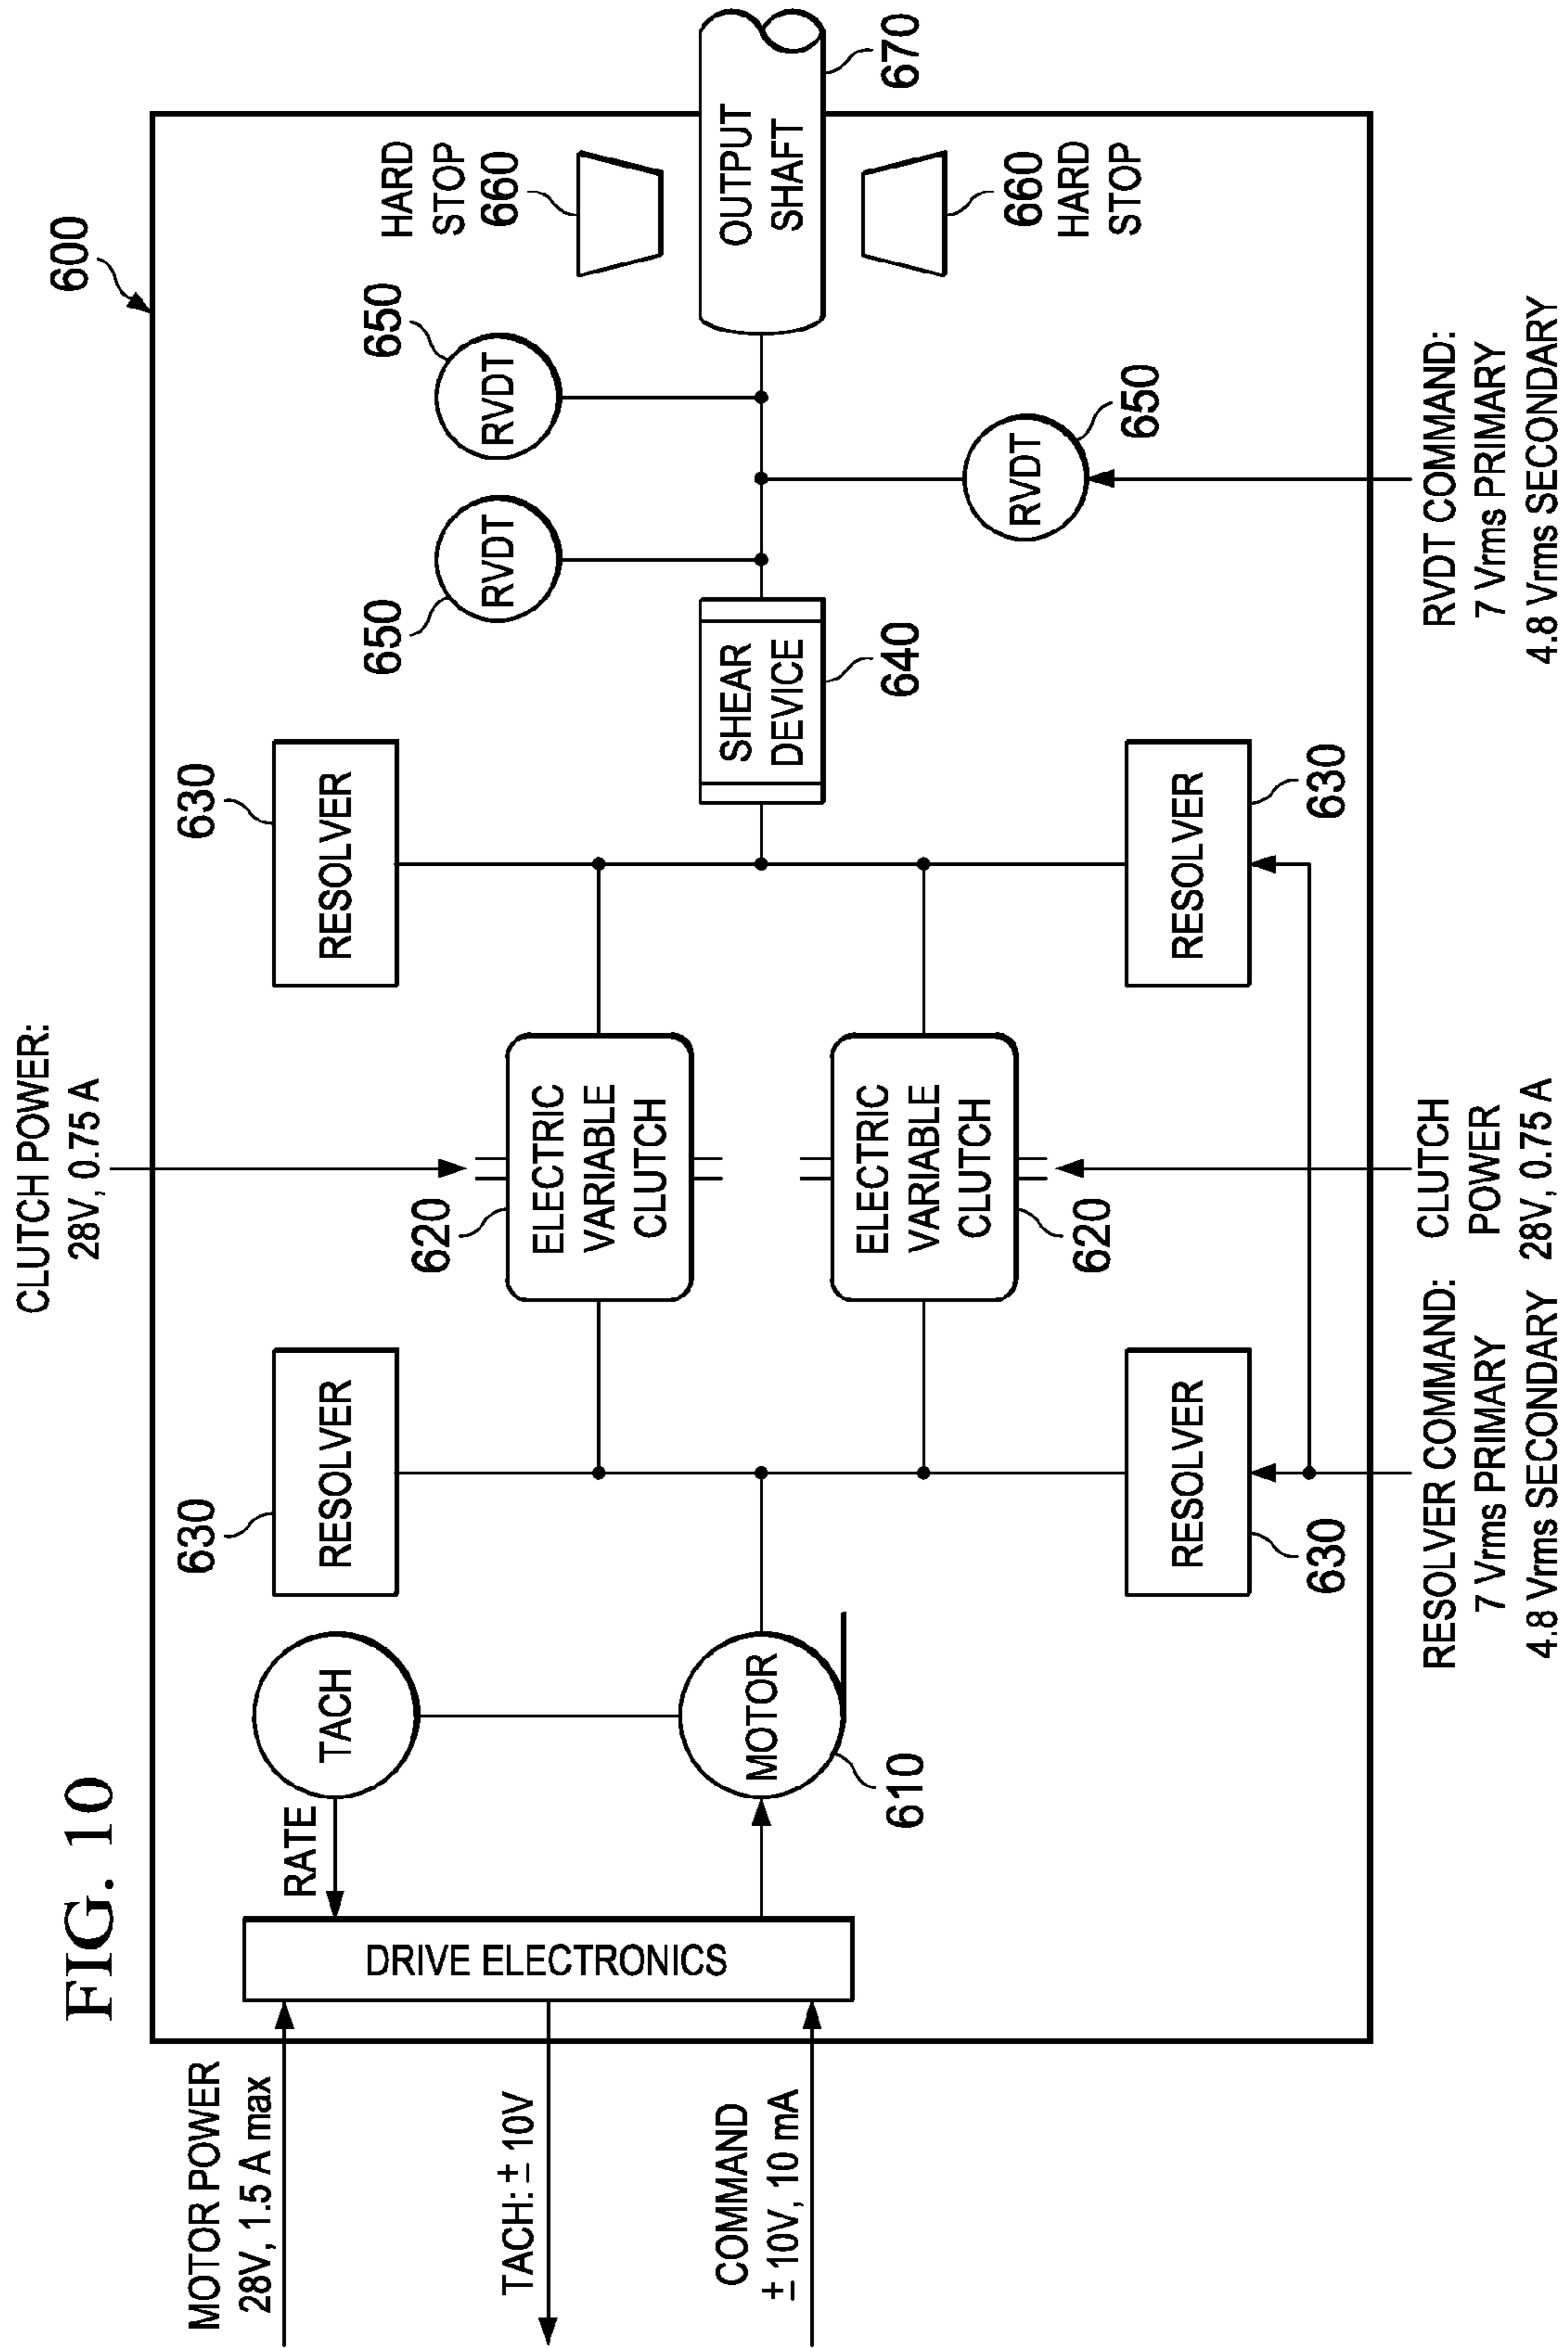 FIG. 10
600
CLUTCH POWER:
28V, 0.75 A
MOTOR POWER
28V, 1.5 A max
TACH: ± 10V
COMMAND
± 10V, 10 mA
DRIVE ELECTRONICS
RATE
TACH
MOTOR
610
630
RESOLVER
RESOLVER
630
620
ELECTRIC
VARIABLE
CLUTCH
ELECTRIC
VARIABLE
CLUTCH
620
630
RESOLVER
RESOLVER
630
SHEAR
DEVICE
640
650
RVDT
650
RVDT
RVDT
650
HARD
STOP
660
OUTPUT
SHAFT
670
660
HARD
STOP
RESOLVER COMMAND:
7 Vrms PRIMARY
4.8 Vrms SECONDARY
CLUTCH
POWER
28V, 0.75 A
RVDT COMMAND:
7 Vrms PRIMARY
4.8 Vrms SECONDARY